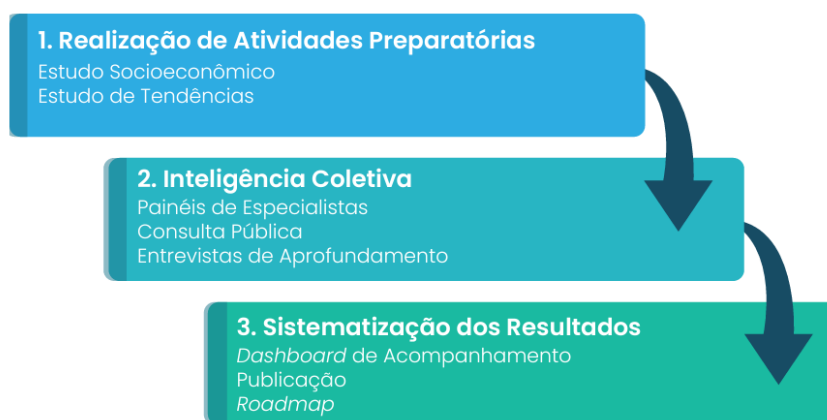 1. Realização de Atividades Preparatórias
Estudo Socioeconômico
Estudo de Tendências
2. Inteligência Coletiva
Painéis de Especialistas
Consulta Pública
Entrevistas de Aprofundamento
3. Sistematização dos Resultados
Dashboard de Acompanhamento
Publicação
Roadmap